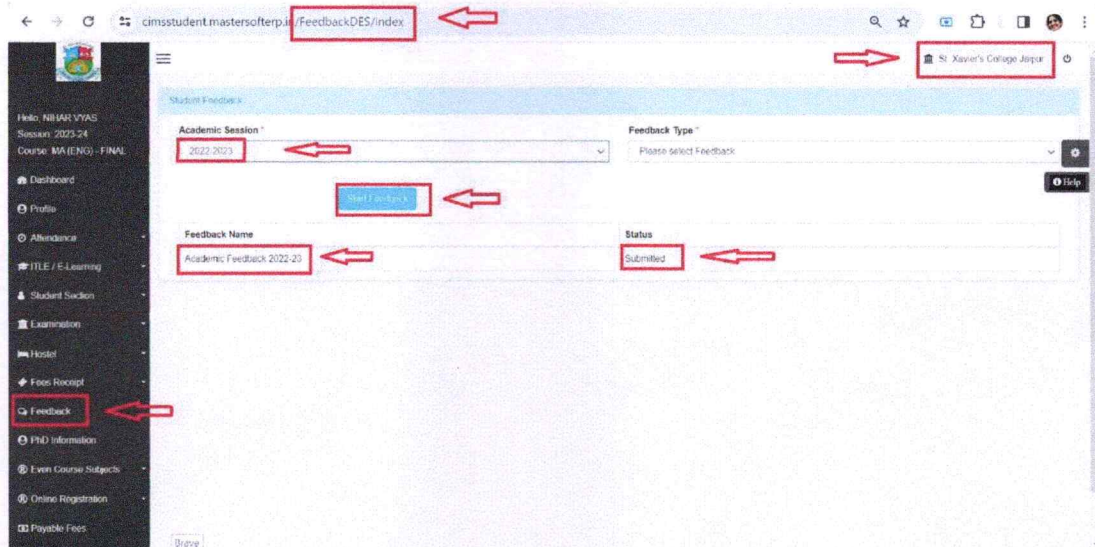 cimsstudent.mastersofterp.in/FeedbackDES/index
St. Xavier's College Jaipur
Hello, NIHAR VYAS
Session: 2023-24
Course: MA (ENG) - FINAL
Dashboard
Profile
Attendance
ITLE / E-Learning
Student Section
Examination
Hostel
Fees Receipt
Feedback
PhD Information
Even Course Subjects
Online Registration
Payable Fees
Student Feedback
Academic Session *
Feedback Type *
2022-2023
Please select Feedback
Help
Start Feedback
Feedback Name
Status
Academic Feedback 2022-23
Submitted
Brave